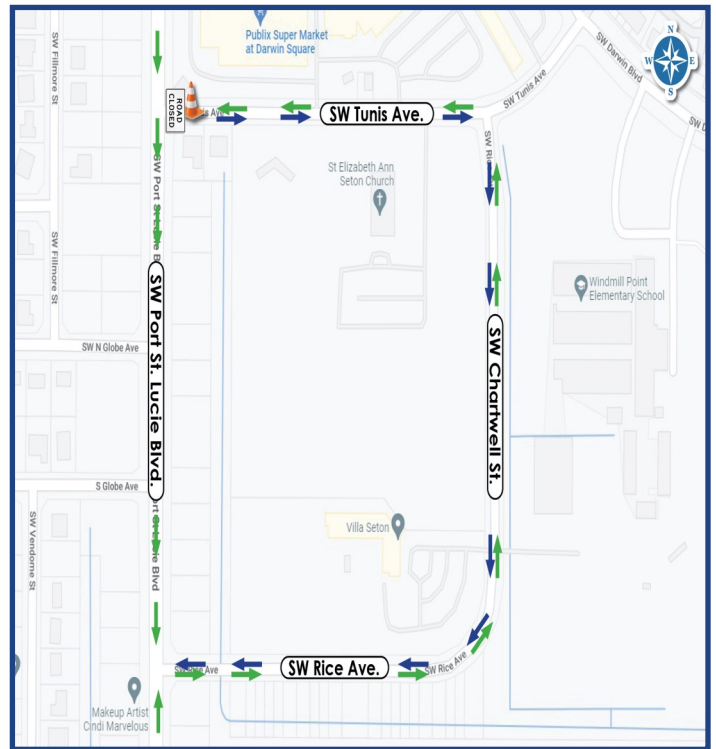 SW Fillmore St
Publix Super Market
at Darwin Square
SW Darwin Blvd
N
W E
S
ROAD
CLOSED
SW Tunis Ave.
SW Tunis Ave
St Elizabeth Ann
Seton Church
SW Fillmore St
Windmill Point
Elementary School
SW Port St. Lucie Blvd.
SW Chartwell St.
SW N Globe Ave
S Globe Ave
SW Vendome St
Villa Seton
SW Rice Ave.
SW Rice Ave
Makeup Artist
Cindi Marvelous